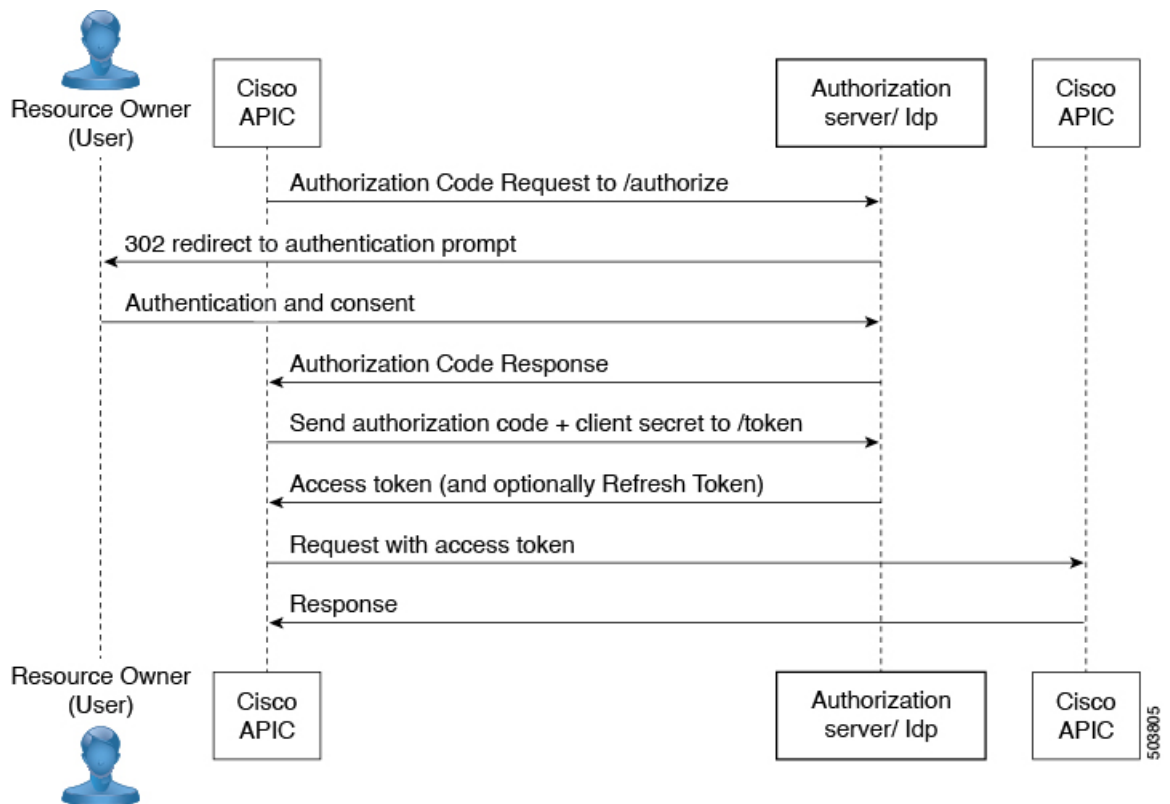 Resource Owner
(User)
Cisco
APIC
Authorization
server/ Idp
Cisco
APIC
Authorization Code Request to /authorize
302 redirect to authentication prompt
Authentication and consent
Authorization Code Response
Send authorization code + client secret to /token
Access token (and optionally Refresh Token)
Request with access token
Response
Resource Owner
(User)
Cisco
APIC
Authorization
server/ Idp
Cisco
APIC
503805